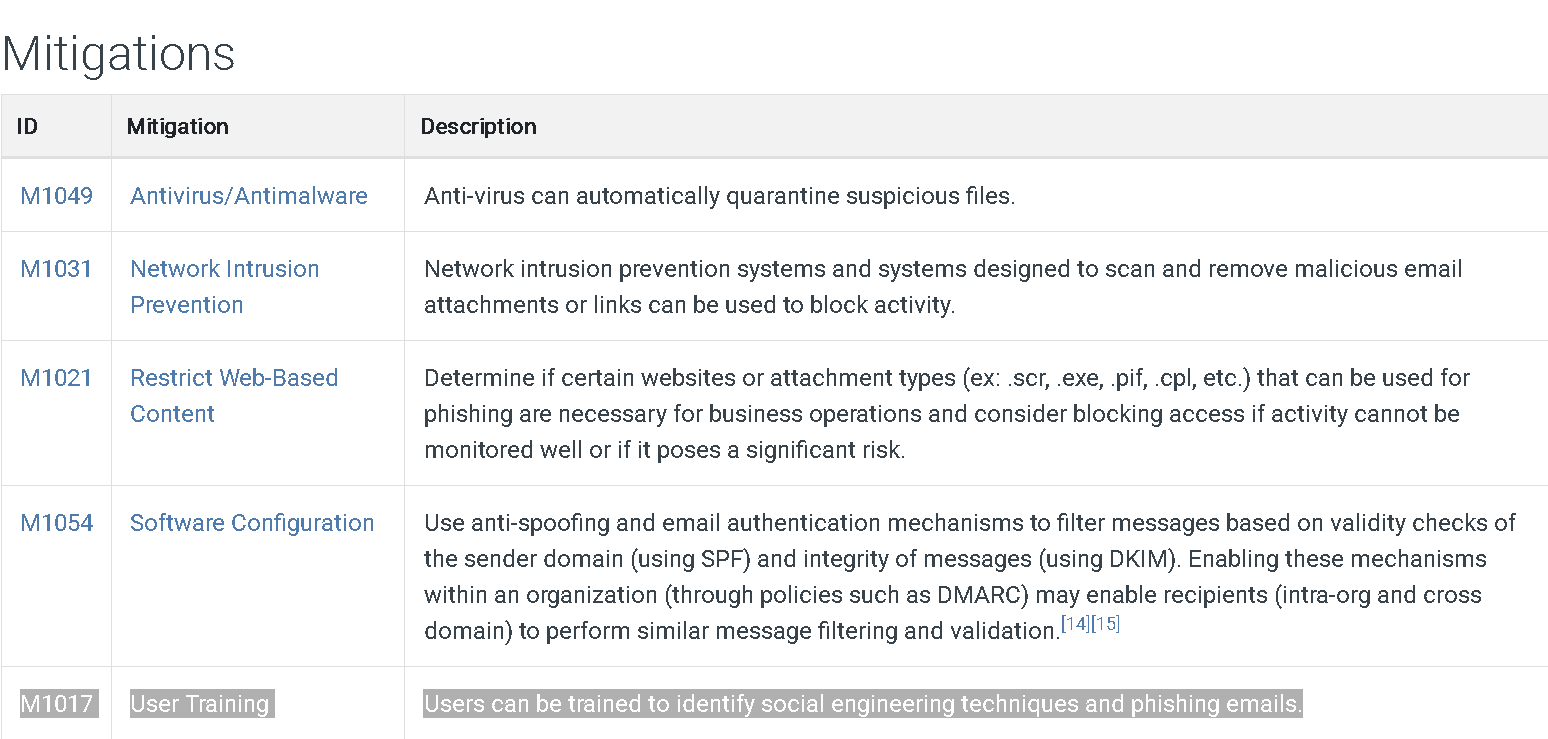 Mitigations
ID Mitigation Description
M1049 Antivirus/Antimalware Anti-virus can automatically quarantine suspicious files.
M1031 Network Intrusion Prevention Network intrusion prevention systems and systems designed to scan and remove malicious email
attachments or links can be used to block activity.
M1021 Restrict Web-Based Content Determine if certain websites or attachment types (ex: .scr, .exe, .pif, .cpl, etc.) that can be used for
phishing are necessary for business operations and consider blocking access if activity cannot be
monitored well or if it poses a significant risk.
M1054 Software Configuration Use anti-spoofing and email authentication mechanisms to filter messages based on validity checks of
the sender domain (using SPF) and integrity of messages (using DKIM). Enabling these mechanisms
within an organization (through policies such as DMARC) may enable recipients (intra-org and cross
domain) to perform similar message filtering and validation.[14][15]
M1017 User Training Users can be trained to identify social engineering techniques and phishing emails.